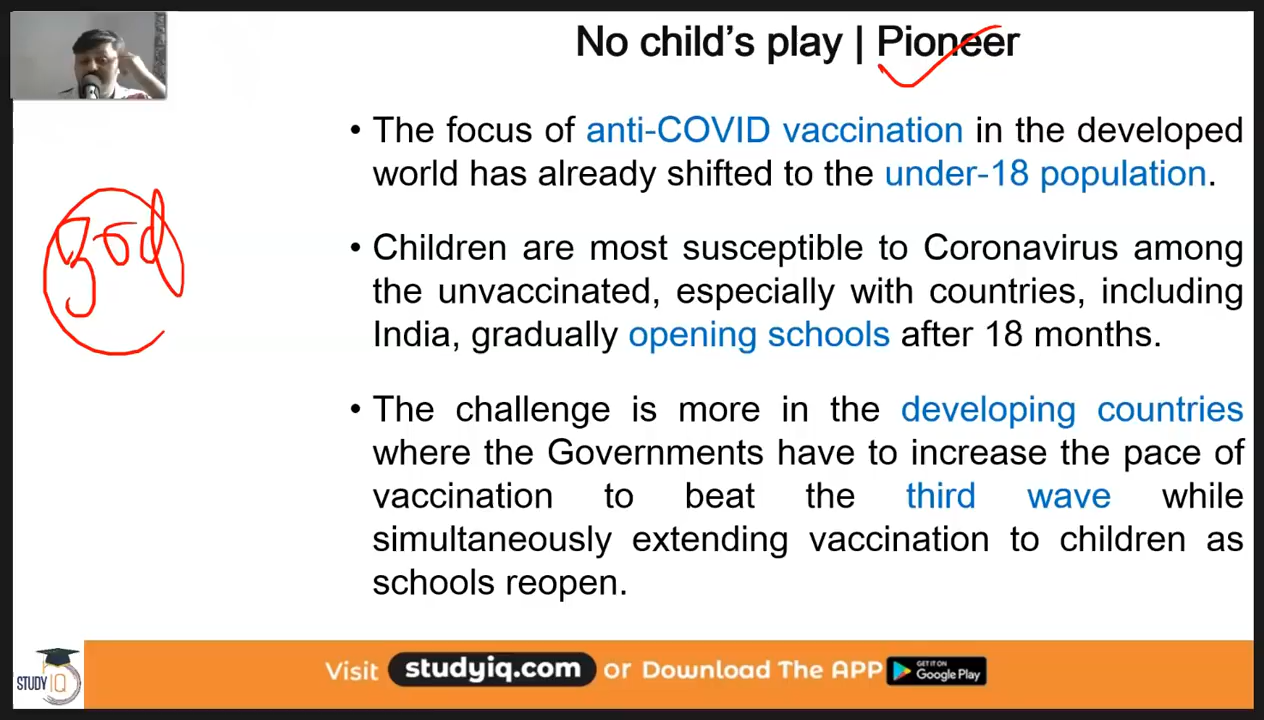 No child's play | Pioneer
• The focus of anti-COVID vaccination in the developed
world has already shifted to the under-18 population.
god
• Children are most susceptible to Coronavirus among
the unvaccinated, especially with countries, including
India, gradually opening schools after 18 months.
• The challenge is more in the developing countries
where the Governments have to increase the pace of
vaccination to beat the third wave while
simultaneously extending vaccination to children as
schools reopen.
STUDY IQ
Visit studyiq.com or Download The APP GET IT ON Google Play